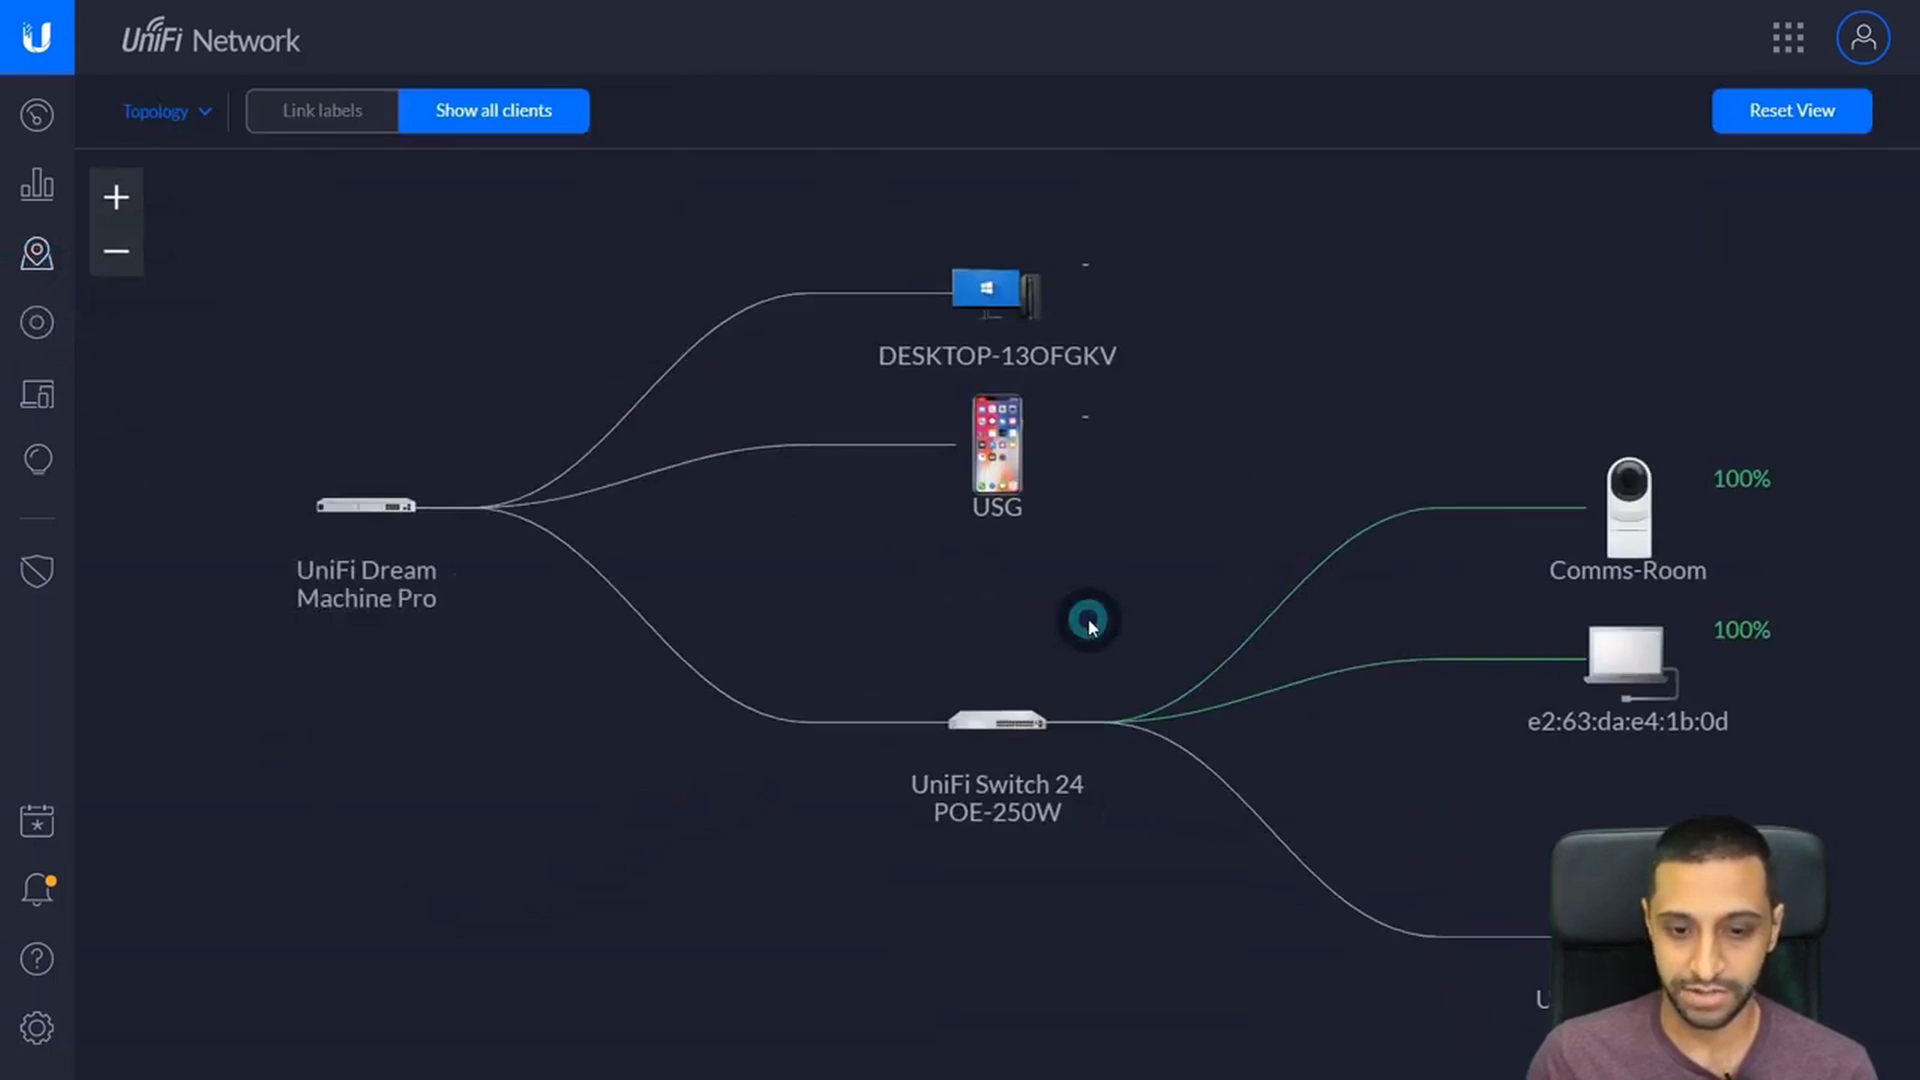 UniFi Network
Topology
Link labels
Show all clients
Reset View
DESKTOP-13OFGKV
USG
100%
Comms-Room
100%
e2:63:da:e4:1b:0d
UniFi Dream
Machine Pro
UniFi Switch 24
POE-250W